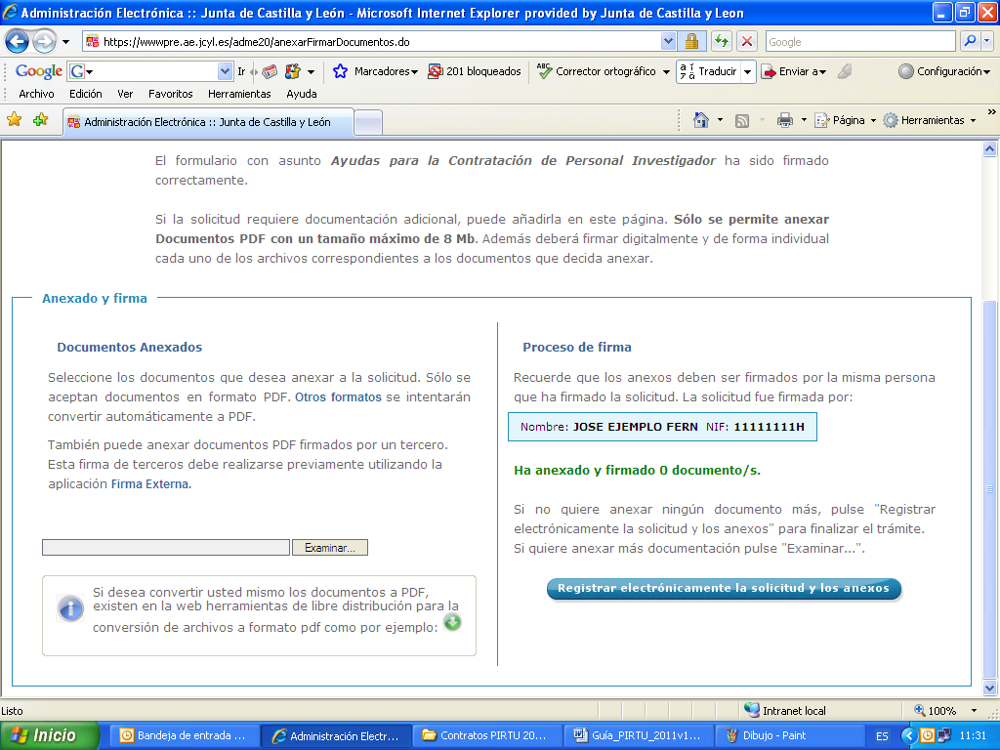 Administración Electrónica :: Junta de Castilla y León - Microsoft Internet Explorer provided by Junta de Castilla y Leon
https://wwwpre.ae.jcyl.es/adme20/anexarFirmarDocumentos.do
Google
Google G Ir Marcadores 201 bloqueados Corrector ortográfico Traducir Enviar a Configuración
Archivo Edición Ver Favoritos Herramientas Ayuda
Administración Electrónica :: Junta de Castilla y León
Página Herramientas
El formulario con asunto Ayudas para la Contratación de Personal Investigador ha sido firmado
correctamente.
Si la solicitud requiere documentación adicional, puede añadirla en este página. Sólo se permite anexar
Documentos PDF con un tamaño máximo de 8 Mb. Además deberá firmar digitalmente y de forma individual
cada uno de los archivos correspondientes a los documentos que decida anexar.
Anexado y firma
Documentos Anexados
Seleccione los documentos que desea anexar a la solicitud. Sólo se
aceptan documentos en formato PDF. Otros formatos se intentarán
convertir automáticamente a PDF.
También puede anexar documentos PDF firmados por un tercero.
Esta firma de terceros debe realizarse previamente utilizando la
aplicación Firma Externa.
Examinar...
Si desea convertir usted mismo los documentos a PDF,
existen en la web herramientas de libre distribución para la
conversión de archivos a formato pdf como por ejemplo:
Proceso de firma
Recuerde que los anexos deben ser firmados por la misma persona
que ha firmado la solicitud. La solicitud fue firmada por:
Nombre: JOSE EJEMPLO FERN NIF: 11111111H
Ha anexado y firmado 0 documento/s.
Si no quiere anexar ningún documento más, pulse "Registrar
electrónicamente la solicitud y los anexos" para finalizar el trámite.
Si quiere anexar más documentación pulse "Examinar...".
Registrar electrónicamente la solicitud y los anexos
Listo
Intranet local
100%
Inicio
Bandeja de entrada ...
Administración Electr...
Contratos PIRTU 20...
Guía_PIRTU_2011v1...
Dibujo - Paint
ES
11:31